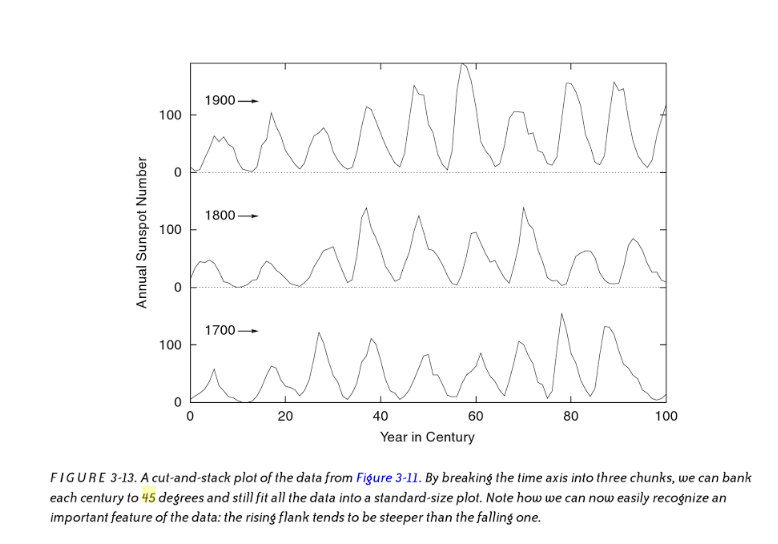 1900
100
0
1800
100
0
1700
100
0
Annual Sunspot Number
0 20 40 60 80 100
Year in Century
FIGURE 3-13. A cut-and-stack plot of the data from Figure 3-11. By breaking the time axis into three chunks, we can bank
each century to 45 degrees and still fit all the data into a standard-size plot. Note how we can now easily recognize an
important feature of the data: the rising flank tends to be steeper than the falling one.